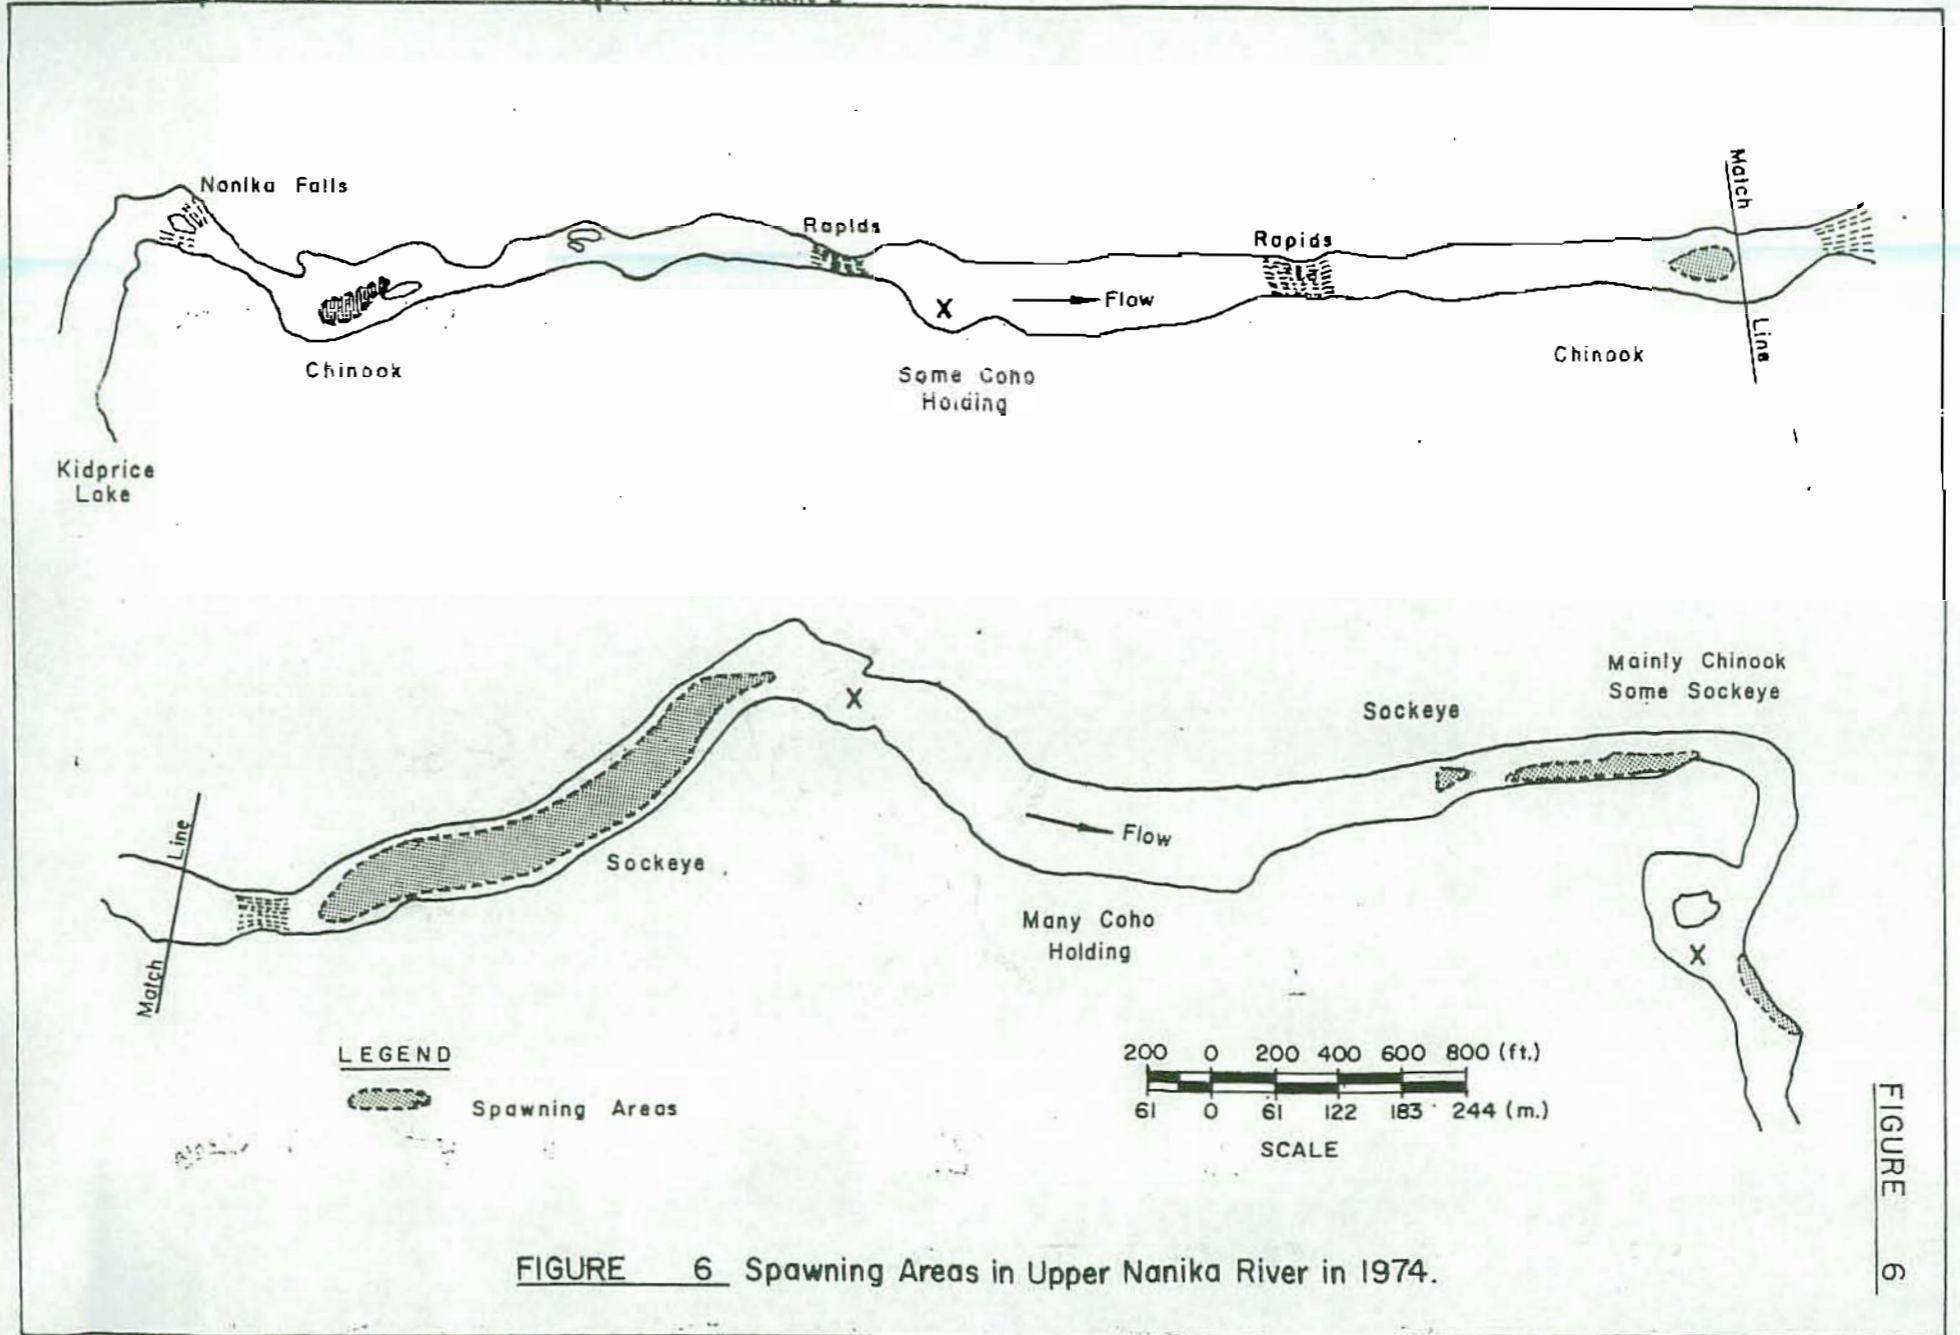 Nanika Falls
Rapids
Rapids
Match
Line
Flow
Chinook
Some Coho
Holding
Chinook
Kidprice
Lake
Mainly Chinook
Some Sockeye
Sockeye
Line
Match
Sockeye
Flow
Many Coho
Holding
LEGEND
Spawning Areas
200 0 200 400 600 800 (ft.)
61 0 61 122 183 244 (m.)
SCALE
FIGURE 6
FIGURE 6 Spawning Areas in Upper Nanika River in 1974.